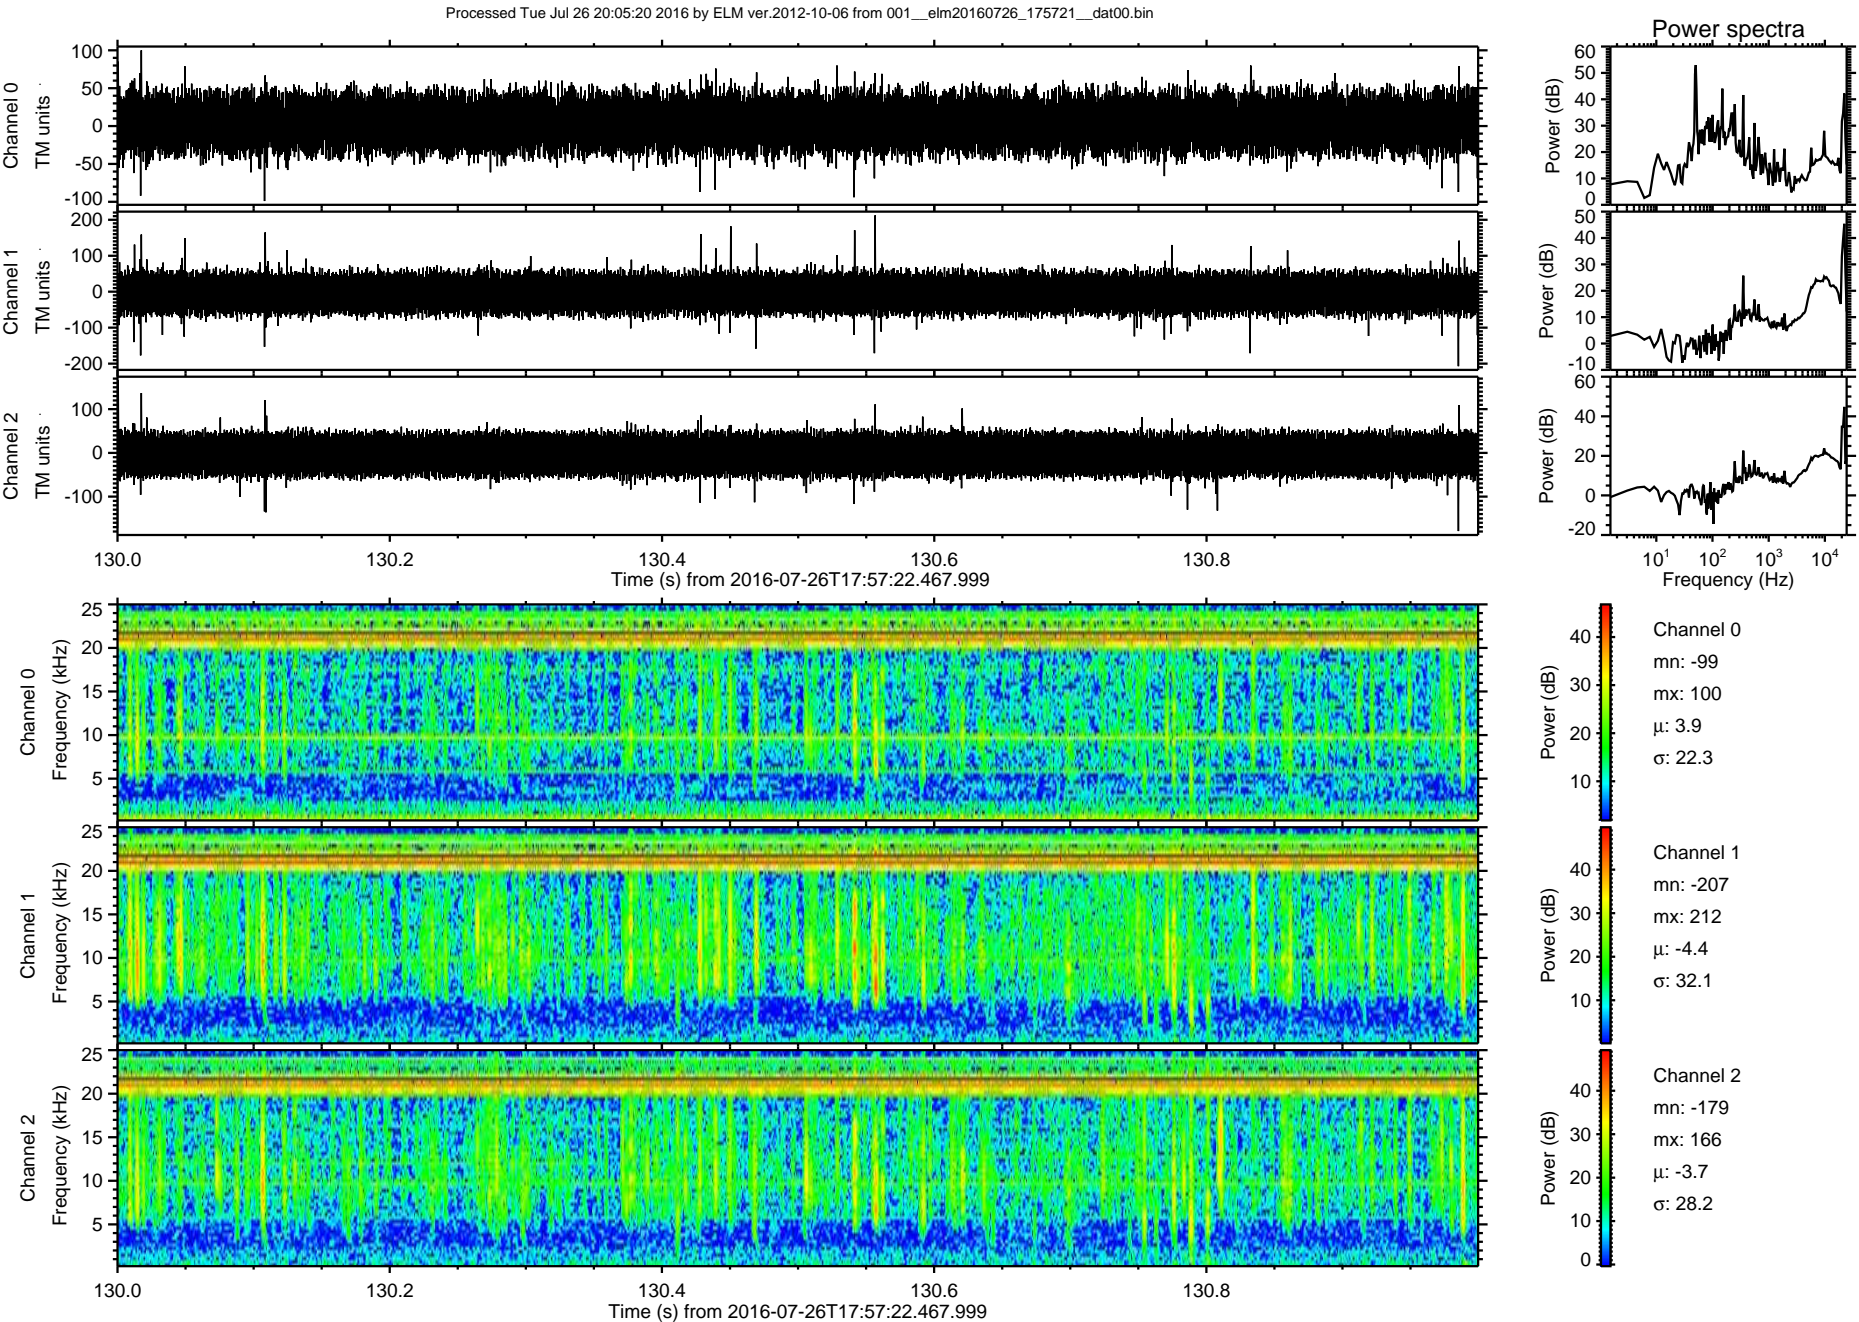 Processed Tue Jul 26 20:05:20 2016 by ELM ver.2012-10-06 from 001__elm20160726_175721__dat00.bin
Power spectra
Channel 0
TM units
100
50
0
-50
-100
Power (dB)
60
50
40
30
20
10
0
Channel 1
TM units
200
100
0
-100
-200
Power (dB)
50
40
30
20
10
0
-10
Channel 2
TM units
100
0
-100
Power (dB)
60
40
20
0
-20
130.0 130.2 130.4 130.6 130.8
Time (s) from 2016-07-26T17:57:22.467.999
10¹ 10² 10³ 10⁴
Frequency (Hz)
Channel 0
Frequency (kHz)
25
20
15
10
5
Power (dB)
40
30
20
10
Channel 0
mn: -99
mx: 100
μ: 3.9
σ: 22.3
Channel 1
Frequency (kHz)
25
20
15
10
5
Power (dB)
40
30
20
10
Channel 1
mn: -207
mx: 212
μ: -4.4
σ: 32.1
Channel 2
Frequency (kHz)
25
20
15
10
5
Power (dB)
40
30
20
10
0
Channel 2
mn: -179
mx: 166
μ: -3.7
σ: 28.2
130.0 130.2 130.4 130.6 130.8
Time (s) from 2016-07-26T17:57:22.467.999